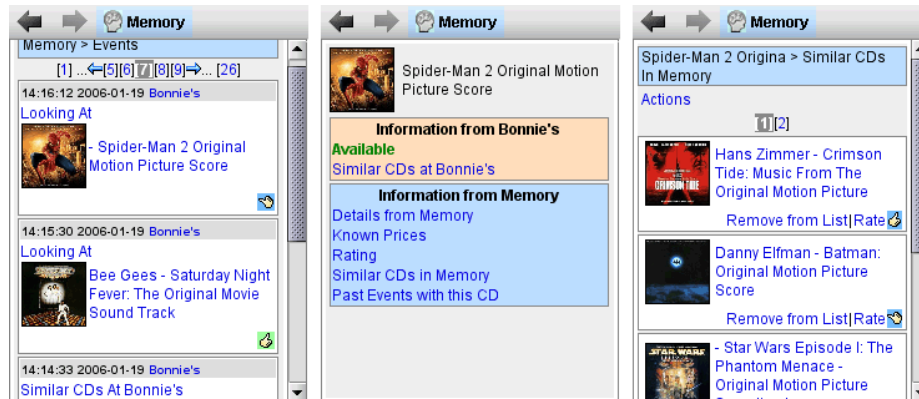 Memory
Memory > Events
[1] ...[5][6][7][8][9]... [26]
14:16:12 2006-01-19 Bonnie's
Looking At
- Spider-Man 2 Original
Motion Picture Score
14:15:30 2006-01-19 Bonnie's
Looking At
Bee Gees - Saturday Night
Fever: The Original Movie
Sound Track
14:14:33 2006-01-19 Bonnie's
Similar CDs At Bonnie's
Memory
Spider-Man 2 Original Motion
Picture Score
Information from Bonnie's
Available
Similar CDs at Bonnie's
Information from Memory
Details from Memory
Known Prices
Rating
Similar CDs in Memory
Past Events with this CD
Memory
Spider-Man 2 Origina > Similar CDs
In Memory
Actions
[1][2]
CRIMSON TIDE
Hans Zimmer - Crimson
Tide: Music From The
Original Motion Picture
Remove from List|Rate
Danny Elfman - Batman:
Original Motion Picture
Score
Remove from List|Rate
STAR WARS
- Star Wars Episode I: The
Phantom Menace -
Original Motion Picture